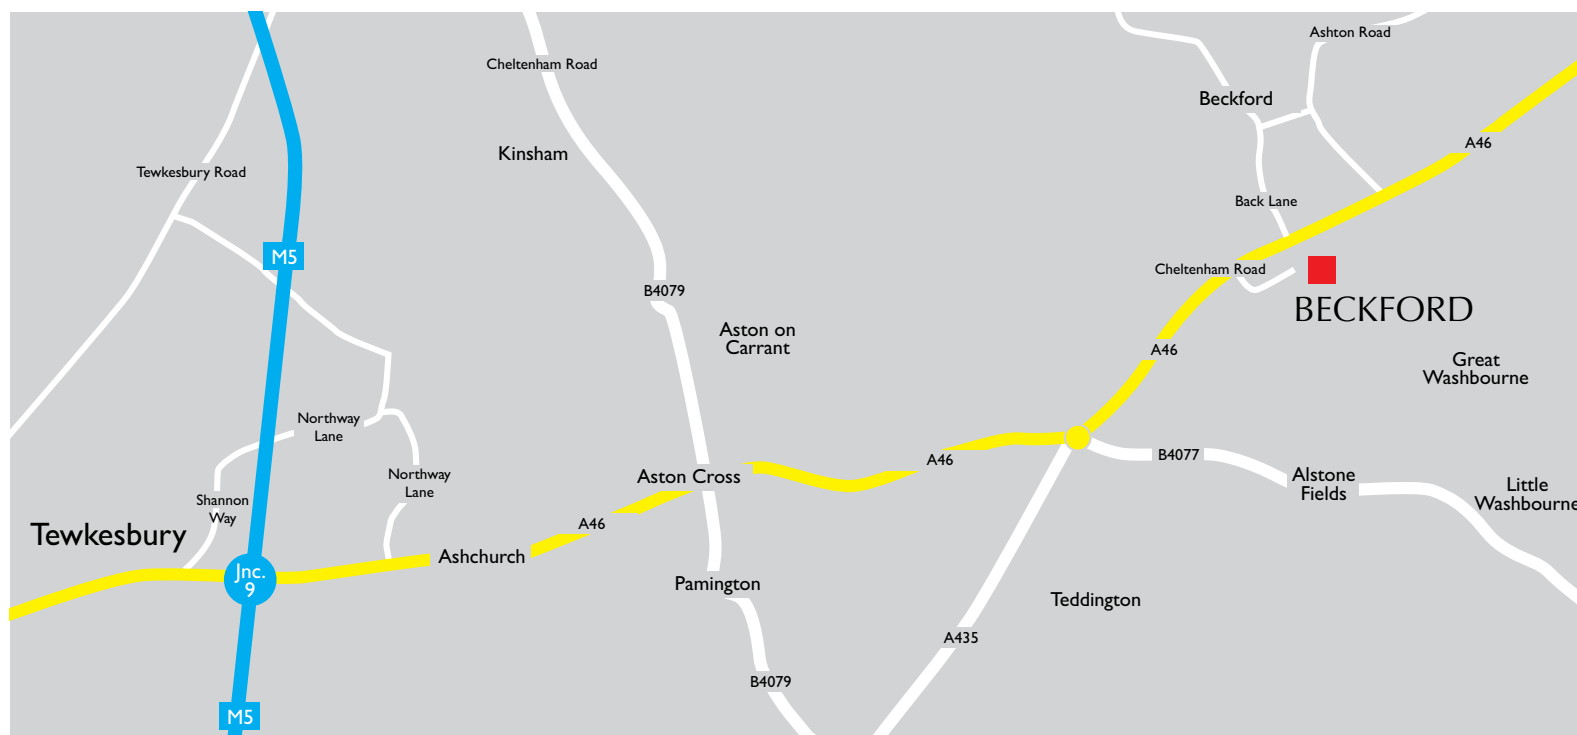 Ashton Road
Cheltenham Road
Beckford
A46
Kinsham
Tewkesbury Road
Back Lane
M5
Cheltenham Road
B4079
BECKFORD
Aston on
Carrant
A46
Great
Washbourne
Northway
Lane
B4077
A46
Aston Cross
Northway
Lane
Alstone
Fields
Little
Washbourne
Shannon
Way
A46
Tewkesbury
Ashchurch
Jnc.
9
Pamington
Teddington
A435
B4079
M5